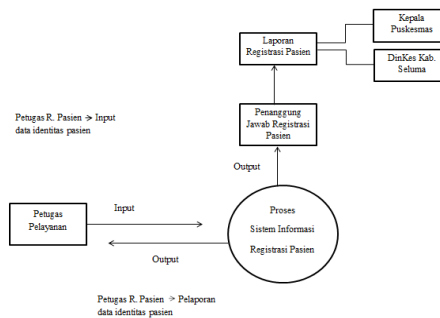 Kepala
Puskesmas
Laporan
Registrasi Pasien
DinKes Kab.
Seluma
Petugas R. Pasien → Input
data identitas pasien
Penanggung
Jawab Registrasi
Pasien
Output
Petugas
Pelayanan
Input
Proses
Sistem Informasi
Registrasi Pasien
Output
Petugas R. Pasien → Pelaporan
data identitas pasien